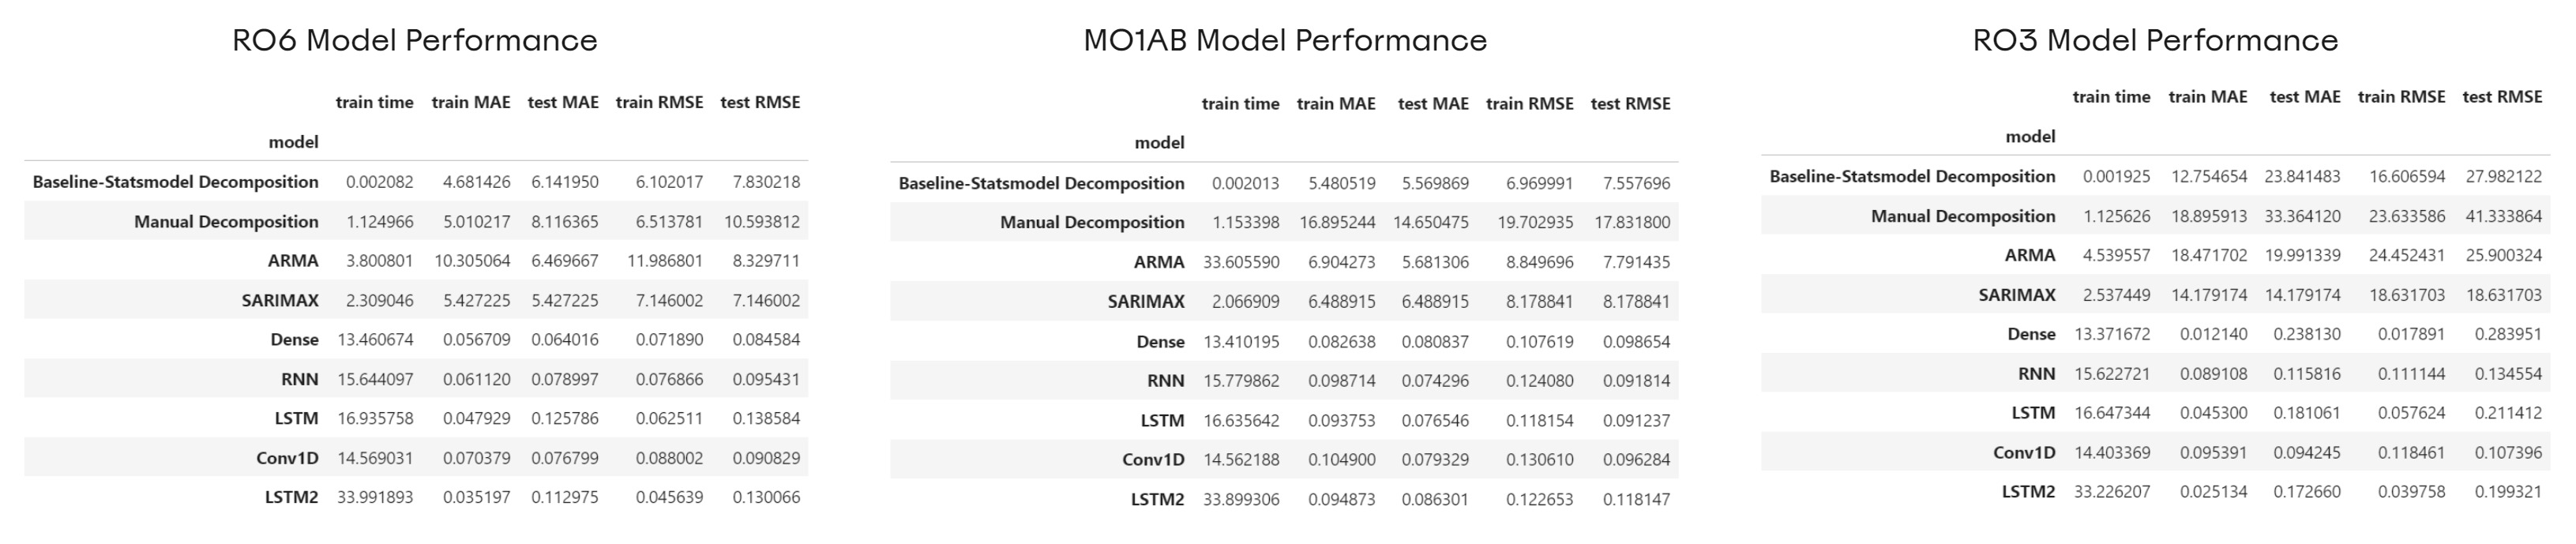 RO6 Model Performance
train time train MAE test MAE train RMSE test RMSE
model
Baseline-Statsmodel Decomposition 0.002082 4.681426 6.141950 6.102017 7.830218
Manual Decomposition 1.124966 5.010217 8.116365 6.513781 10.593812
ARMA 3.800801 10.305064 6.469667 11.986801 8.329711
SARIMAX 2.309046 5.427225 5.427225 7.146002 7.146002
Dense 13.460674 0.056709 0.064016 0.071890 0.084584
RNN 15.644097 0.061120 0.078997 0.076866 0.095431
LSTM 16.935758 0.047929 0.125786 0.062511 0.138584
Conv1D 14.569031 0.070379 0.076799 0.088002 0.090829
LSTM2 33.991893 0.035197 0.112975 0.045639 0.130066
MO1AB Model Performance
train time train MAE test MAE train RMSE test RMSE
model
Baseline-Statsmodel Decomposition 0.002013 5.480519 5.569869 6.969991 7.557696
Manual Decomposition 1.153398 16.895244 14.650475 19.702935 17.831800
ARMA 33.605590 6.904273 5.681306 8.849696 7.791435
SARIMAX 2.066909 6.488915 6.488915 8.178841 8.178841
Dense 13.410195 0.082638 0.080837 0.107619 0.098654
RNN 15.779862 0.098714 0.074296 0.124080 0.091814
LSTM 16.635642 0.093753 0.076546 0.118154 0.091237
Conv1D 14.562188 0.104900 0.079329 0.130610 0.096284
LSTM2 33.899306 0.094873 0.086301 0.122653 0.118147
RO3 Model Performance
train time train MAE test MAE train RMSE test RMSE
model
Baseline-Statsmodel Decomposition 0.001925 12.754654 23.841483 16.606594 27.982122
Manual Decomposition 1.125626 18.895913 33.364120 23.633586 41.333864
ARMA 4.539557 18.471702 19.991339 24.452431 25.900324
SARIMAX 2.537449 14.179174 14.179174 18.631703 18.631703
Dense 13.371672 0.012140 0.238130 0.017891 0.283951
RNN 15.622721 0.089108 0.115816 0.111144 0.134554
LSTM 16.647344 0.045300 0.181061 0.057624 0.211412
Conv1D 14.403369 0.095391 0.094245 0.118461 0.107396
LSTM2 33.226207 0.025134 0.172660 0.039758 0.199321